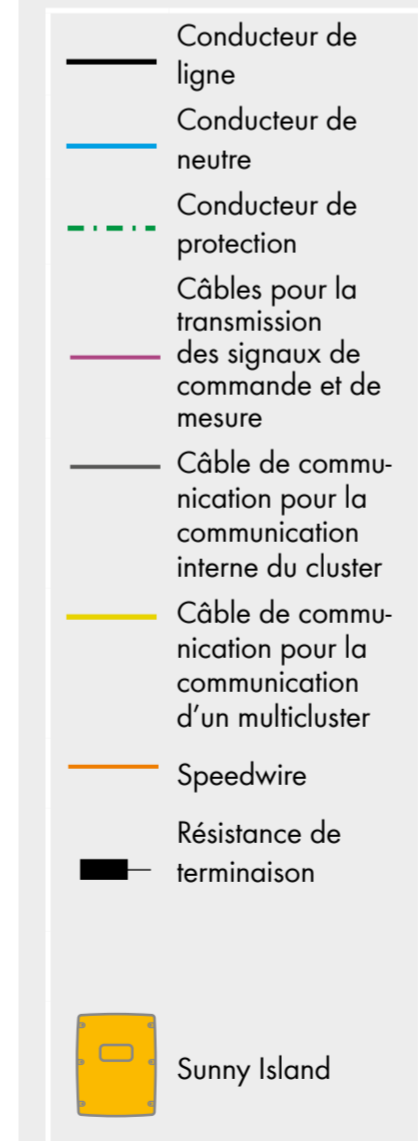 Conducteur de
ligne
Conducteur de
neutre
Conducteur de
protection
Câbles pour la
transmission
des signaux de
commande et de
mesure
Câble de commu-
nication pour la
communication
interne du cluster
Câble de commu-
nication pour la
communication
d’un multicluster
Speedwire
Résistance de
terminaison
Sunny Island